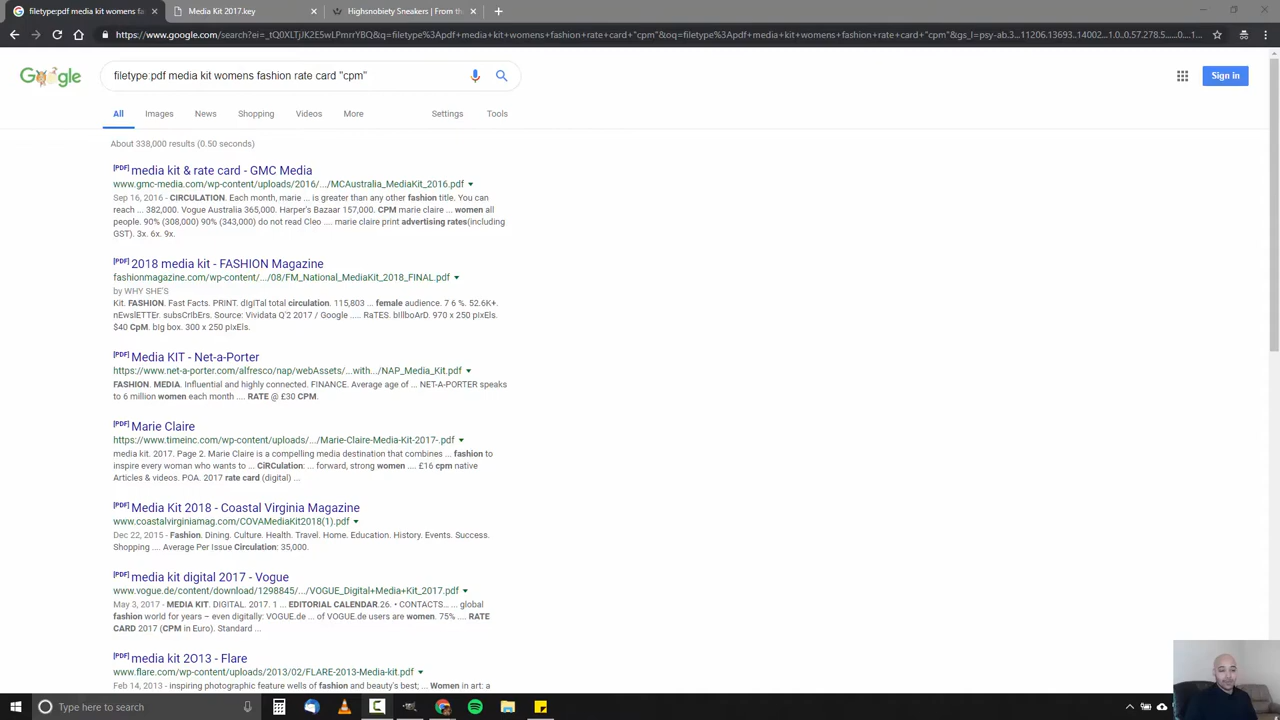 filetype:pdf media kit womens fa
Media Kit 2017.key
Highsnobiety Sneakers | From th
https://www.google.com/search?ei=_tQ0XLTjJK2E5wLPmrrYBQ&q=filetype%3Apdf+media+kit+womens+fashion+rate+card+"cpm"&oq=filetype%3Apdf+media+kit+womens+fashion+rate+card+"cpm"&gs_l=psy-ab.3...11206.13693..14002...1.0..0.57.278.5......0....1...
Google
filetype:pdf media kit womens fashion rate card "cpm"
Sign in
All Images News Shopping Videos More Settings Tools
About 338,000 results (0.50 seconds)
[PDF] media kit & rate card - GMC Media
www.gmc-media.com/wp-content/uploads/2016/.../MCAustralia_MediaKit_2016.pdf
Sep 16, 2016 - CIRCULATION. Each month, marie ... is greater than any other fashion title. You can
reach ... 382,000. Vogue Australia 365,000. Harper's Bazaar 157,000. CPM marie claire ... women all
people. 90% (308,000) 90% (343,000) do not read Cleo .... marie claire print advertising rates(including
GST). 3x. 6x. 9x.
[PDF] 2018 media kit - FASHION Magazine
fashionmagazine.com/wp-content/.../08/FM_National_MediaKit_2018_FINAL.pdf
by WHY SHE'S
Kit. FASHION. Fast Facts. PRINT. dIgITal total circulation. 115,803 ... female audience. 7 6 %. 52.6K+.
nEwslETTEr. subsCrIbErs. Source: Vividata Q'2 2017 / Google ..... RaTES. bIllboArD. 970 x 250 pIxEls.
$40 CpM. bIg box. 300 x 250 pIxEls.
[PDF] Media KIT - Net-a-Porter
https://www.net-a-porter.com/alfresco/nap/webAssets/...with.../NAP_Media_Kit.pdf
FASHION. MEDIA. Influential and highly connected. FINANCE. Average age of ... NET-A-PORTER speaks
to 6 million women each month .... RATE @ £30 CPM.
[PDF] Marie Claire
https://www.timeinc.com/wp-content/uploads/.../Marie-Claire-Media-Kit-2017-.pdf
media kit. 2017. Page 2. Marie Claire is a compelling media destination that combines ... fashion to
inspire every woman who wants to ... CiRCulation: ... forward, strong women .... £16 cpm native
Articles & videos. POA. 2017 rate card (digital) ...
[PDF] Media Kit 2018 - Coastal Virginia Magazine
www.coastalvirginiamag.com/COVAMediaKit2018(1).pdf
Dec 22, 2015 - Fashion. Dining. Culture. Health. Travel. Home. Education. History. Events. Success.
Shopping .... Average Per Issue Circulation: 35,000.
[PDF] media kit digital 2017 - Vogue
www.vogue.de/content/download/1298845/.../VOGUE_Digital+Media+Kit_2017.pdf
May 3, 2017 - MEDIA KIT. DIGITAL. 2017. 1 ... EDITORIAL CALENDAR.26. • CONTACTS... ... global
fashion world for years – even digitally: VOGUE.de ... of VOGUE.de users are women. 75% .... RATE
CARD 2017 (CPM in Euro). Standard ...
[PDF] media kit 2O13 - Flare
www.flare.com/wp-content/uploads/2013/02/FLARE-2013-Media-kit.pdf
Feb 14, 2013 - inspiring photographic feature wells of fashion and beauty's best; ... Women in art: a
Type here to search